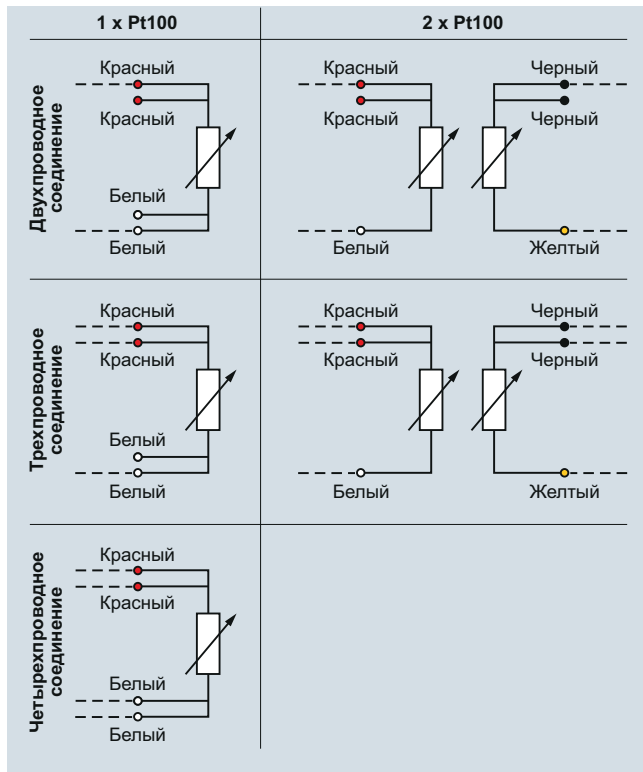 1 x Pt100
2 x Pt100
Двухпроводное
соединение
Красный
Красный
Белый
Белый
Красный
Красный
Белый
Черный
Черный
Желтый
Трехпроводное
соединение
Красный
Красный
Белый
Белый
Красный
Красный
Белый
Черный
Черный
Желтый
Четырехпроводное
соединение
Красный
Красный
Белый
Белый